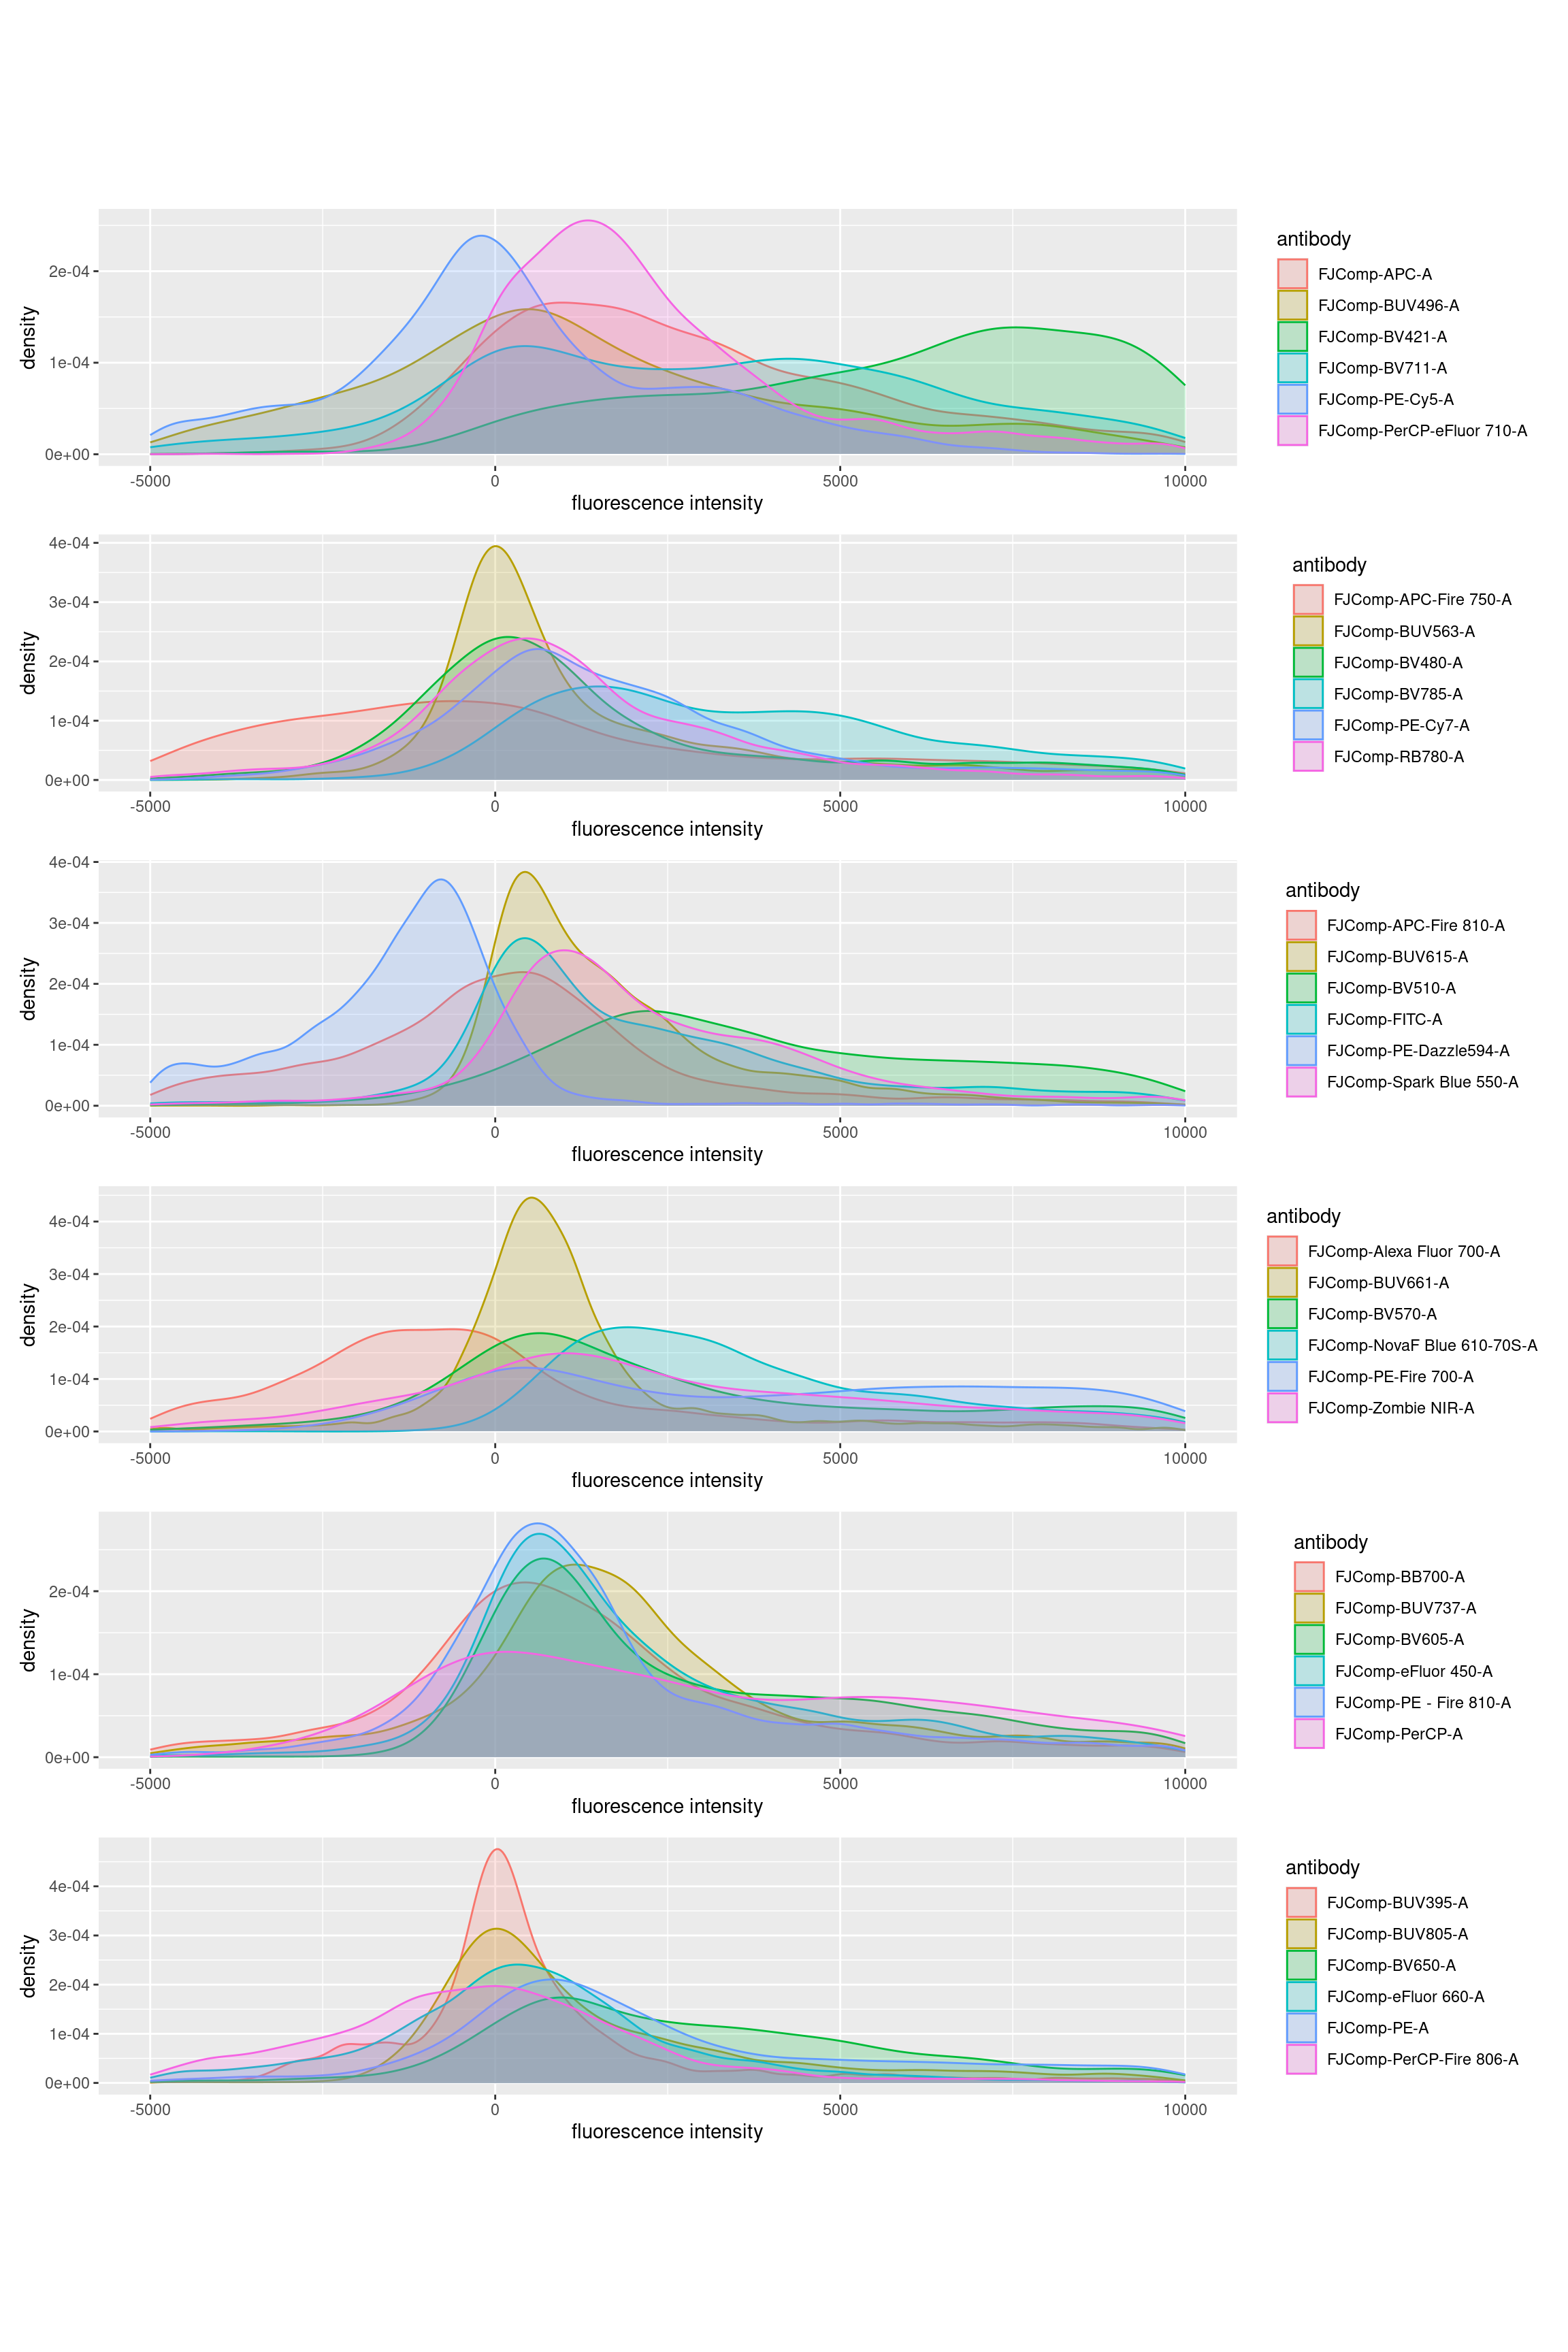 antibody
FJComp-APC-A
FJComp-BUV496-A
FJComp-BV421-A
FJComp-BV711-A
FJComp-PE-Cy5-A
FJComp-PerCP-eFluor 710-A
density
2e-04
1e-04
0e+00
-5000 0 5000 10000
fluorescence intensity
antibody
FJComp-APC-Fire 750-A
FJComp-BUV563-A
FJComp-BV480-A
FJComp-BV785-A
FJComp-PE-Cy7-A
FJComp-RB780-A
density
4e-04
3e-04
2e-04
1e-04
0e+00
-5000 0 5000 10000
fluorescence intensity
antibody
FJComp-APC-Fire 810-A
FJComp-BUV615-A
FJComp-BV510-A
FJComp-FITC-A
FJComp-PE-Dazzle594-A
FJComp-Spark Blue 550-A
density
4e-04
3e-04
2e-04
1e-04
0e+00
-5000 0 5000 10000
fluorescence intensity
antibody
FJComp-Alexa Fluor 700-A
FJComp-BUV661-A
FJComp-BV570-A
FJComp-NovaF Blue 610-70S-A
FJComp-PE-Fire 700-A
FJComp-Zombie NIR-A
density
4e-04
3e-04
2e-04
1e-04
0e+00
-5000 0 5000 10000
fluorescence intensity
antibody
FJComp-BB700-A
FJComp-BUV737-A
FJComp-BV605-A
FJComp-eFluor 450-A
FJComp-PE - Fire 810-A
FJComp-PerCP-A
density
2e-04
1e-04
0e+00
-5000 0 5000 10000
fluorescence intensity
antibody
FJComp-BUV395-A
FJComp-BUV805-A
FJComp-BV650-A
FJComp-eFluor 660-A
FJComp-PE-A
FJComp-PerCP-Fire 806-A
density
4e-04
3e-04
2e-04
1e-04
0e+00
-5000 0 5000 10000
fluorescence intensity